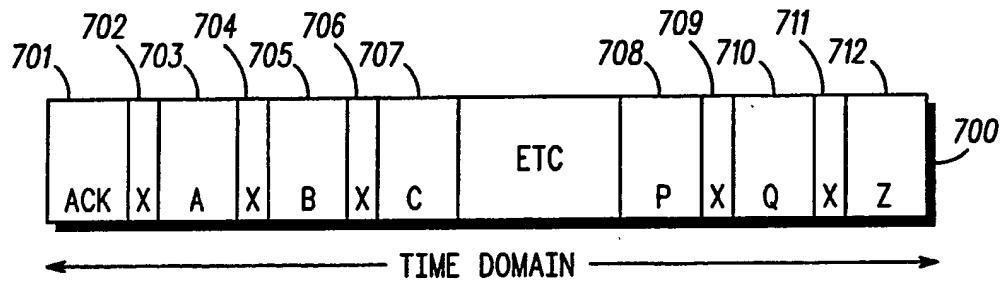 701 702 703 704 705 706 707 708 709 710 711 712
700
ETC
ACK X A X B X C P X Q X Z
TIME DOMAIN